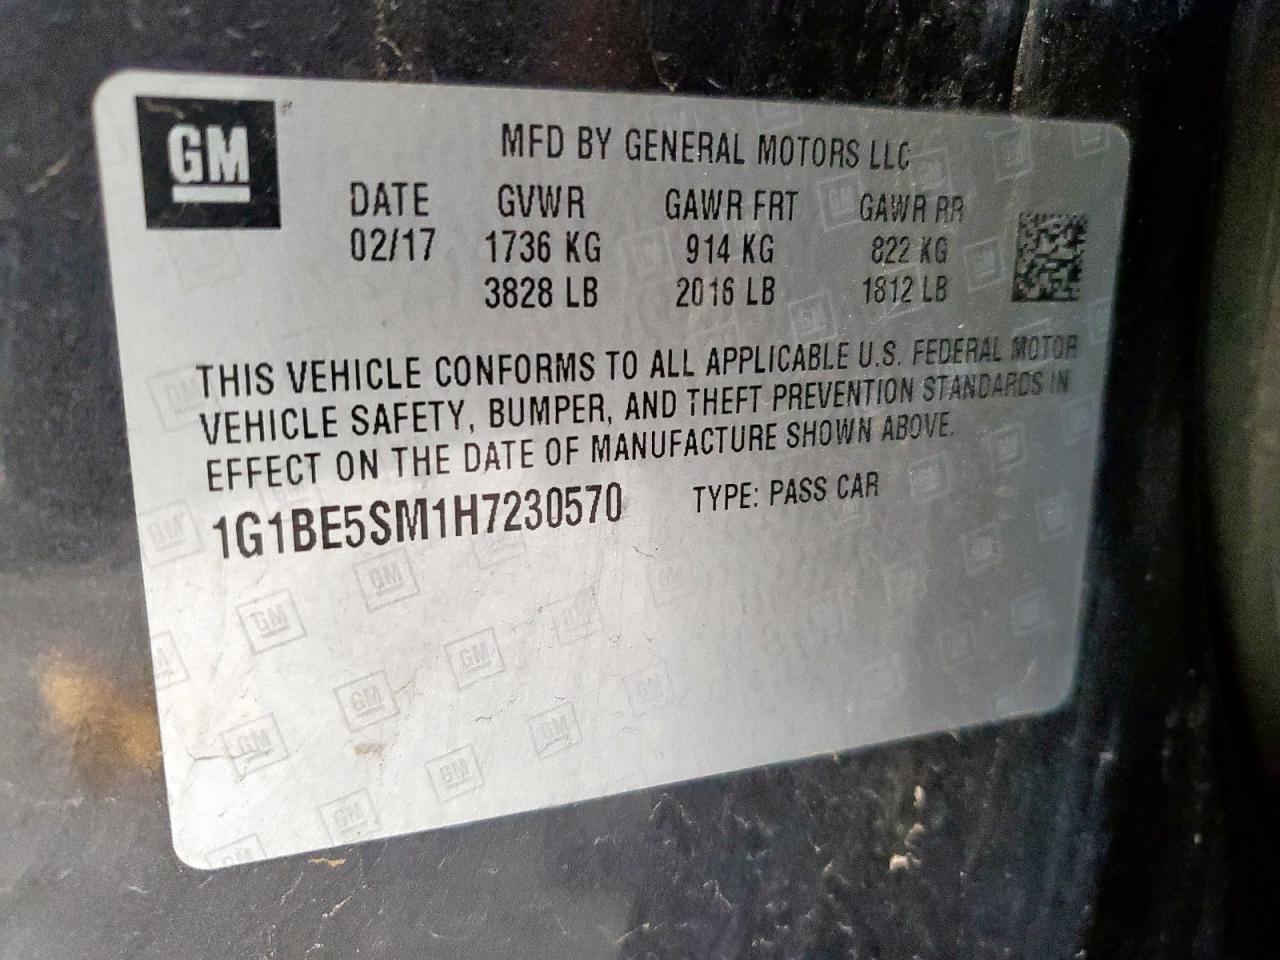 GM
MFD BY GENERAL MOTORS LLC
DATE GVWR GAWR FRT GAWR RR
02/17 1736 KG 914 KG 822 KG
3828 LB 2016 LB 1812 LB
THIS VEHICLE CONFORMS TO ALL APPLICABLE U.S. FEDERAL MOTOR
VEHICLE SAFETY, BUMPER, AND THEFT PREVENTION STANDARDS IN
EFFECT ON THE DATE OF MANUFACTURE SHOWN ABOVE.
1G1BE5SM1H7230570 TYPE: PASS CAR